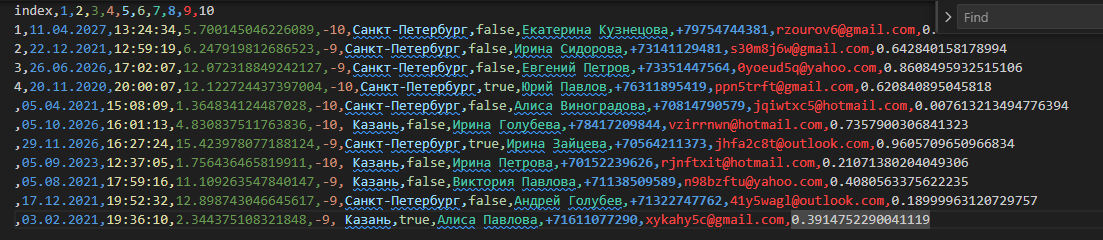 index,1,2,3,4,5,6,7,8,9,10
1,11.04.2027,13:24:34,5.700145046226089,-10,Санкт-Петербург,false,Екатерина Кузнецова,+79754744381,rzourov6@gmail.com,0.
2,22.12.2021,12:59:19,6.247919812686523,-9,Санкт-Петербург,false,Ирина Сидорова,+73141129481,s30m8j6w@gmail.com,0.642840158178994
3,26.06.2026,17:02:07,12.072318849242127,-9,Санкт-Петербург,false,Евгений Петров,+73351447564,0yoeud5q@yahoo.com,0.8608495932515106
4,20.11.2020,20:00:07,12.122724437397004,-10,Санкт-Петербург,true,Юрий Павлов,+76311895419,ppn5trft@gmail.com,0.620840895045818
,05.04.2021,15:08:09,1.364834124487028,-10,Санкт-Петербург,false,Алиса Виноградова,+70814790579,jqiwtxc5@hotmail.com,0.007613213494776394
,05.10.2026,16:01:13,4.830837511763836,-10, Казань,false,Ирина Голубева,+78417209844,vzirrnwn@hotmail.com,0.7357900306841323
,29.11.2026,16:27:24,15.423978077188124,-9,Санкт-Петербург,true,Ирина Зайцева,+70564211373,jhfa2c8t@outlook.com,0.9605709650966834
,05.09.2023,12:37:05,1.756436465819911,-10, Казань,false,Ирина Петрова,+70152239626,rjnftxit@hotmail.com,0.21071380204049306
,05.08.2021,17:59:16,11.109263547840147,-9, Казань,false,Виктория Павлова,+71138509589,n98bzftu@yahoo.com,0.4080563375622235
,17.12.2021,19:52:32,12.898743046645617,-9, Казань,false,Андрей Голубев,+71322747762,41y5wagl@outlook.com,0.18999963120729757
,03.02.2021,19:36:10,2.344375108321848,-9, Казань,true,Алиса Павлова,+71611077290,xykahy5c@gmail.com,0.3914752290041119
Find